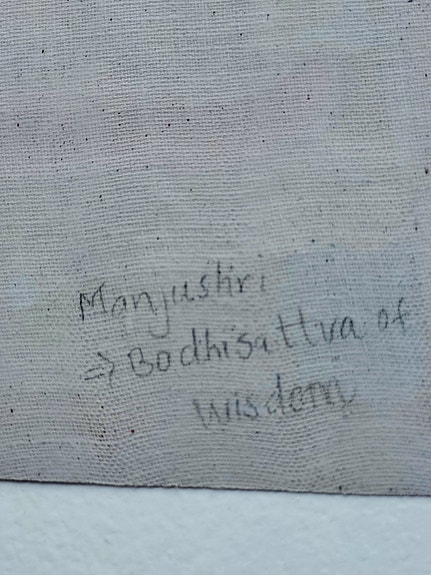 Manjushri
⇒ Bodhisattva of
wisdom